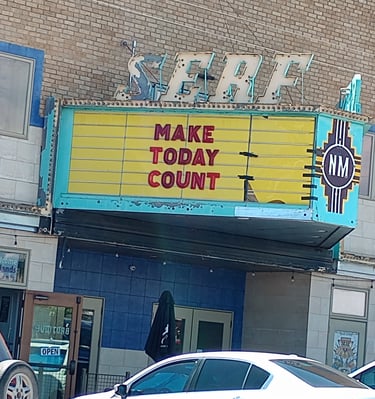 SERF
MAKE
TODAY
COUNT
NM
OPEN